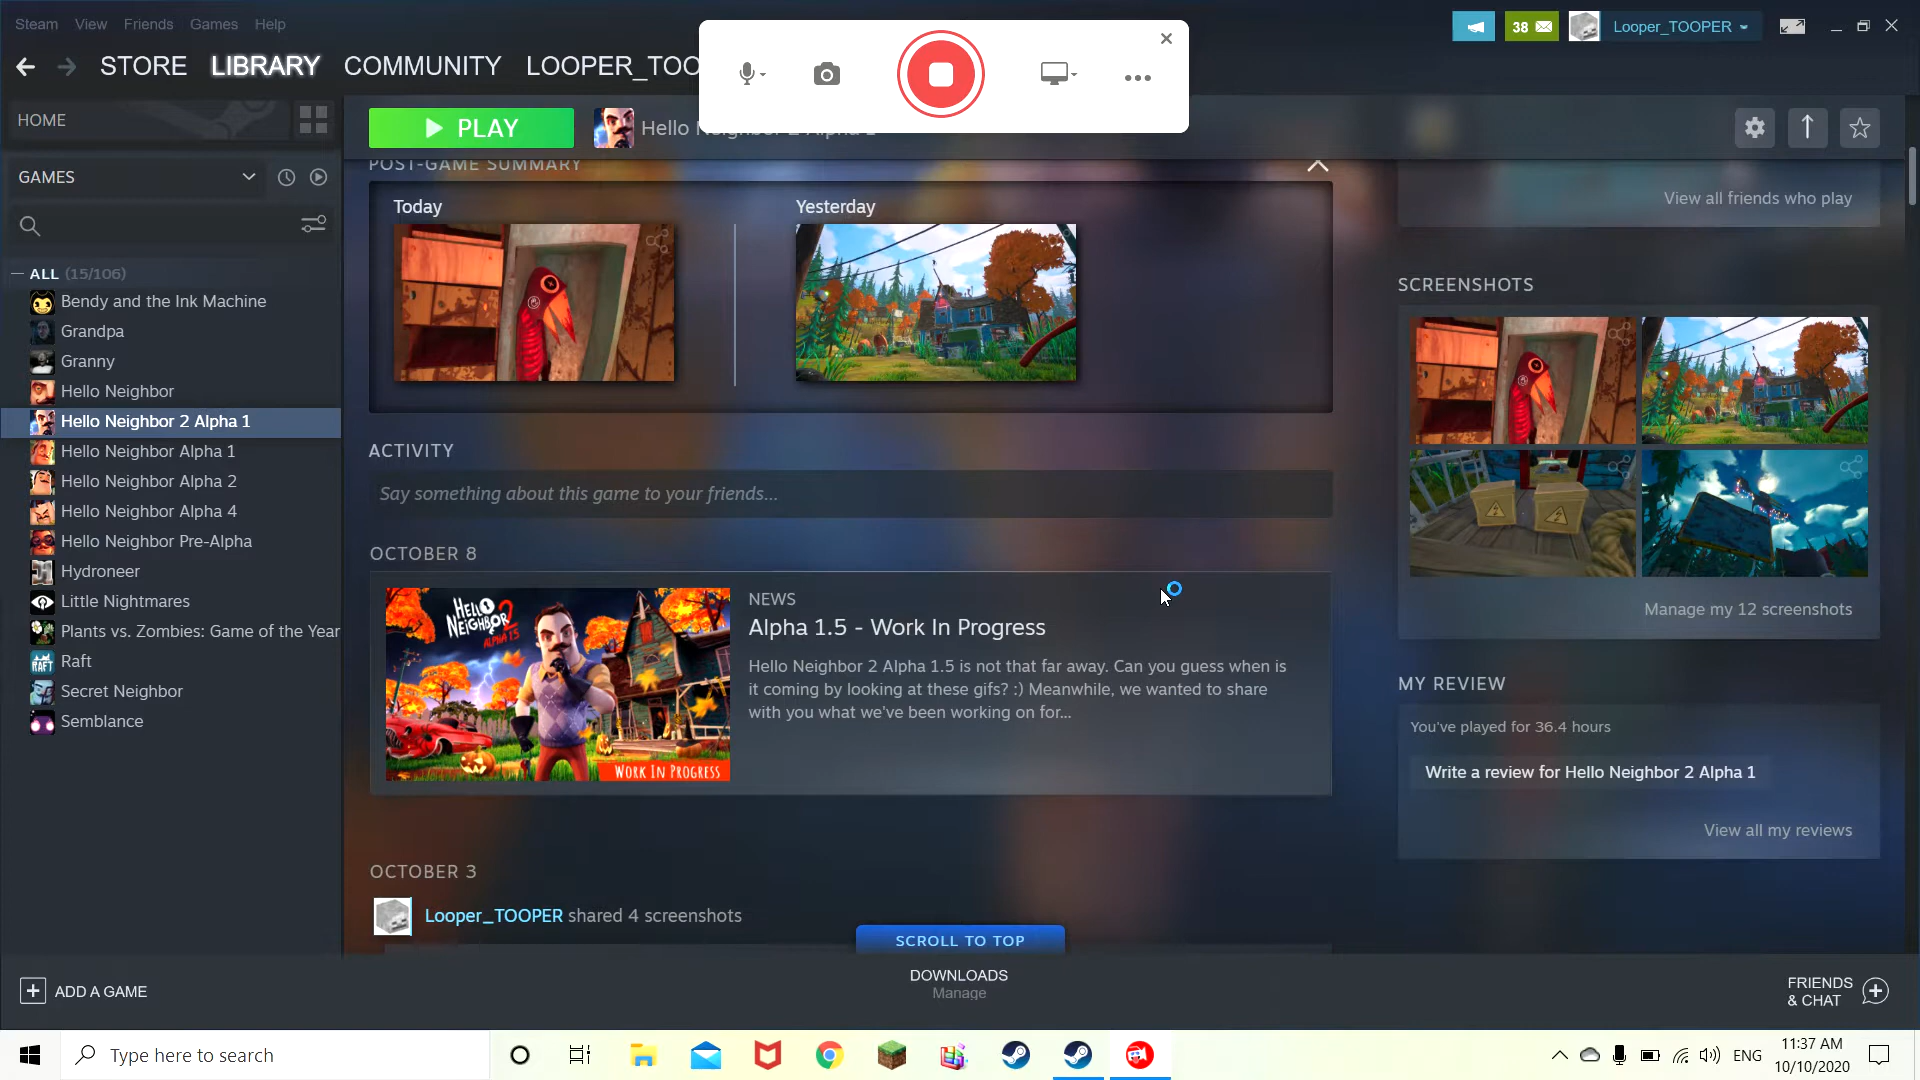 Steam View Friends Games Help
38
Looper_TOOPER
STORE LIBRARY COMMUNITY LOOPER_TOO
HOME
PLAY
Hello
GAMES
POST-GAME SUMMARY
Today
Yesterday
View all friends who play
ALL (15/106)
Bendy and the Ink Machine
Grandpa
Granny
Hello Neighbor
Hello Neighbor 2 Alpha 1
Hello Neighbor Alpha 1
Hello Neighbor Alpha 2
Hello Neighbor Alpha 4
Hello Neighbor Pre-Alpha
Hydroneer
Little Nightmares
Plants vs. Zombies: Game of the Year
RAFT
Raft
Secret Neighbor
Semblance
SCREENSHOTS
ACTIVITY
Say something about this game to your friends...
OCTOBER 8
HELLO NEIGHBOR 2
ALPHA 1.5
WORK IN PROGRESS
NEWS
Alpha 1.5 - Work In Progress
Hello Neighbor 2 Alpha 1.5 is not that far away. Can you guess when is
it coming by looking at these gifs? :) Meanwhile, we wanted to share
with you what we've been working on for...
Manage my 12 screenshots
MY REVIEW
You've played for 36.4 hours
Write a review for Hello Neighbor 2 Alpha 1
View all my reviews
OCTOBER 3
Looper_TOOPER shared 4 screenshots
SCROLL TO TOP
ADD A GAME
DOWNLOADS
Manage
FRIENDS
& CHAT
Type here to search
ENG
11:37 AM
10/10/2020